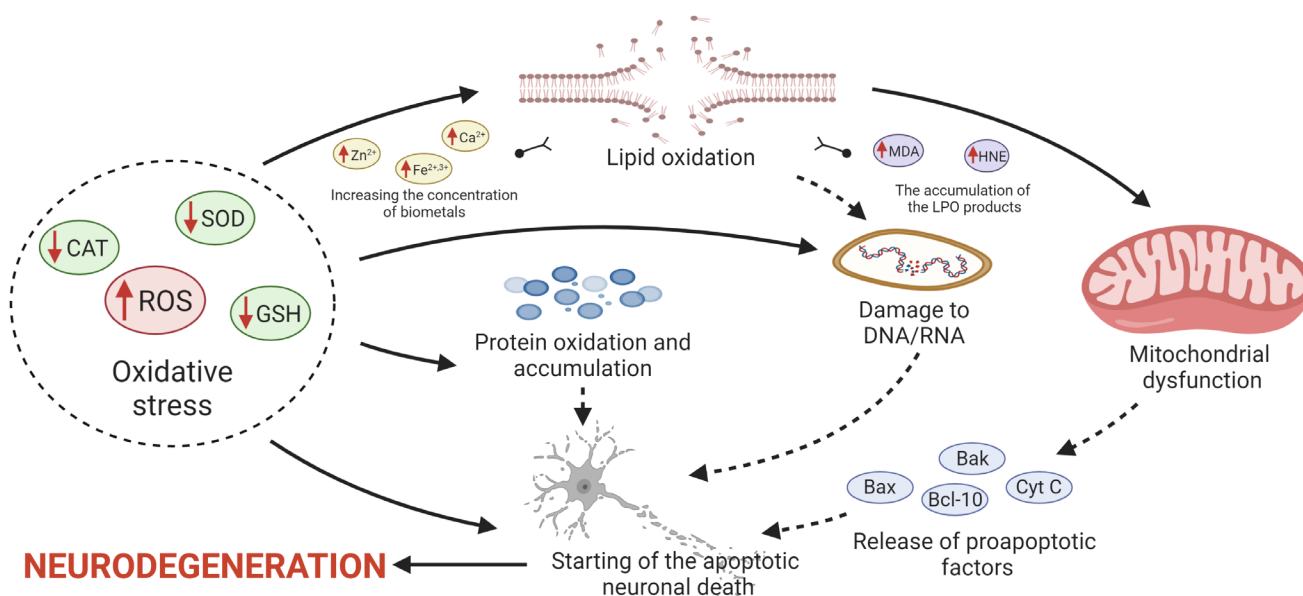 Zn2+
Ca2+
Fe2+,3+
Increasing the concentration
of biometals
Lipid oxidation
MDA
HNE
The accumulation of
the LPO products
CAT
SOD
ROS
GSH
Oxidative
stress
Protein oxidation and
accumulation
Damage to
DNA/RNA
Mitochondrial
dysfunction
Bax
Bak
Bcl-10
Cyt C
Release of proapoptotic
factors
Starting of the apoptotic
neuronal death
NEURODEGENERATION